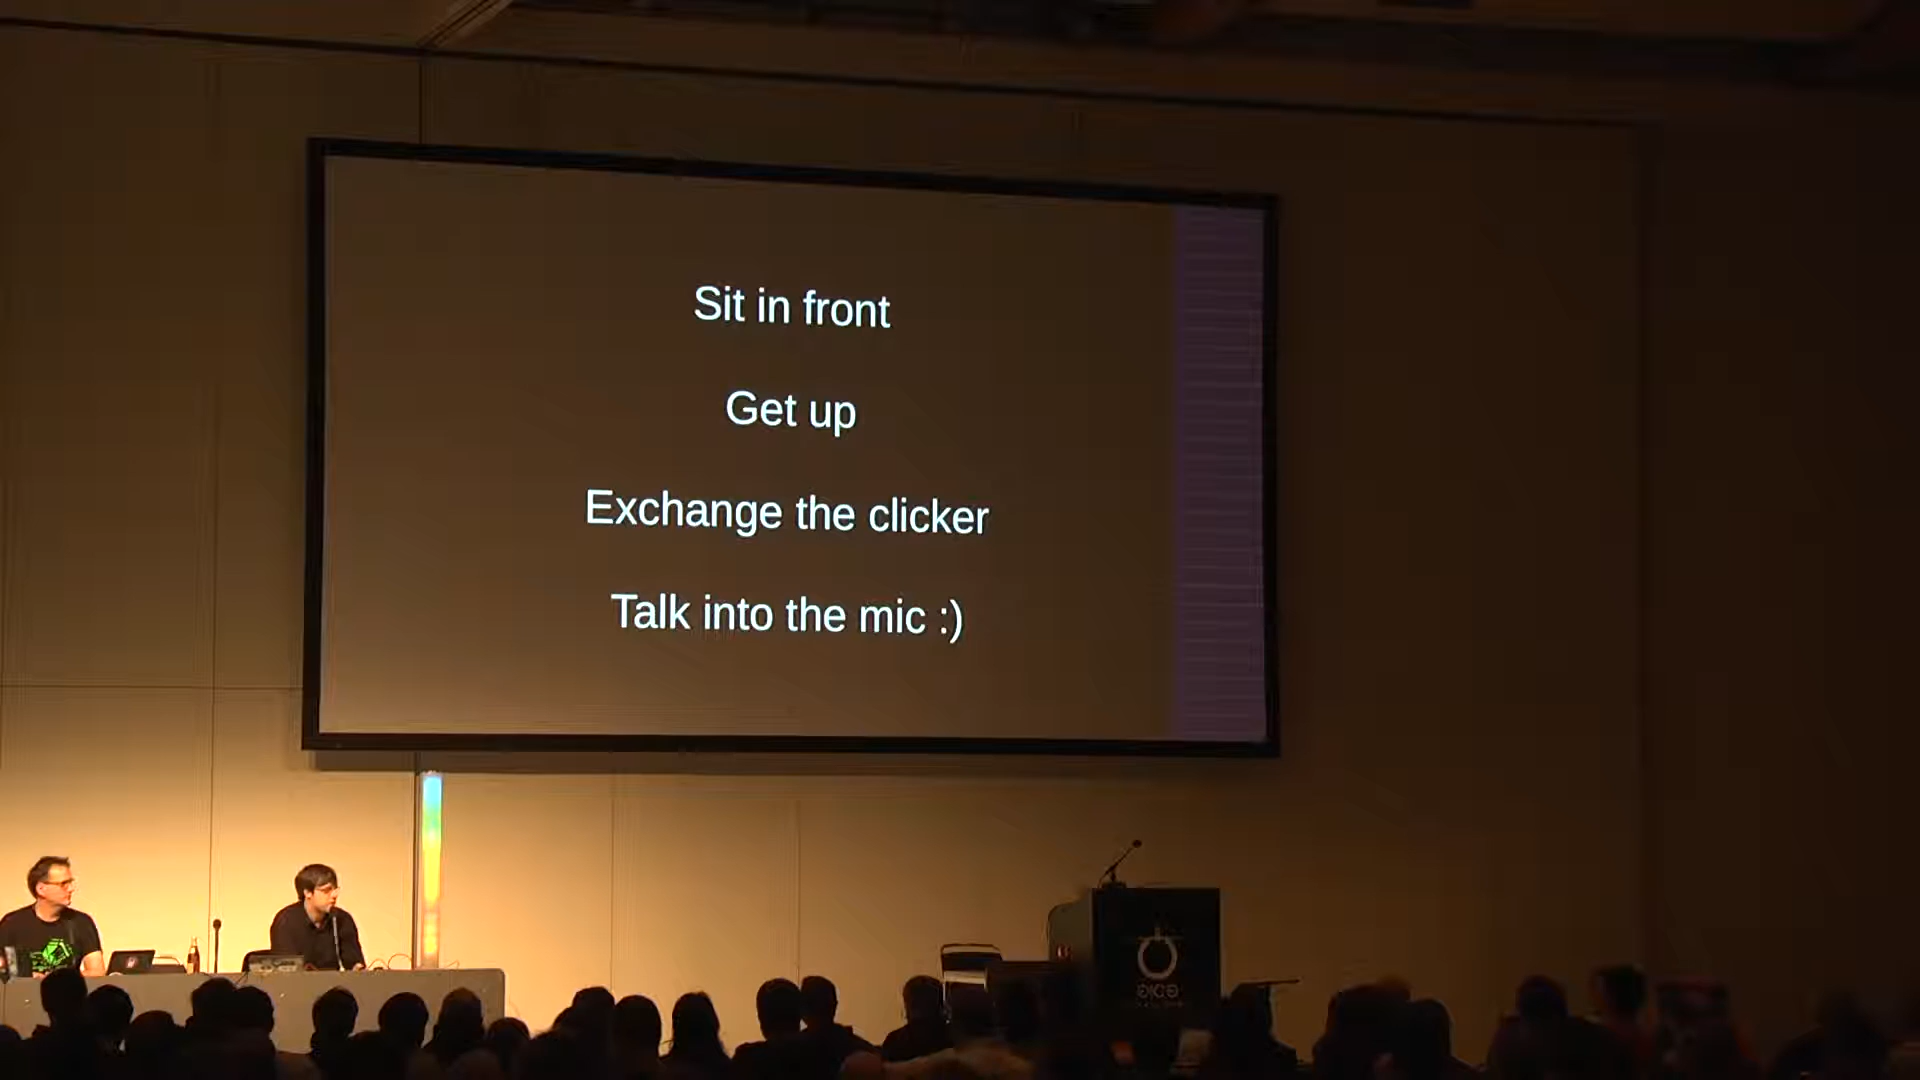 Sit in front
Get up
Exchange the clicker
Talk into the mic :)